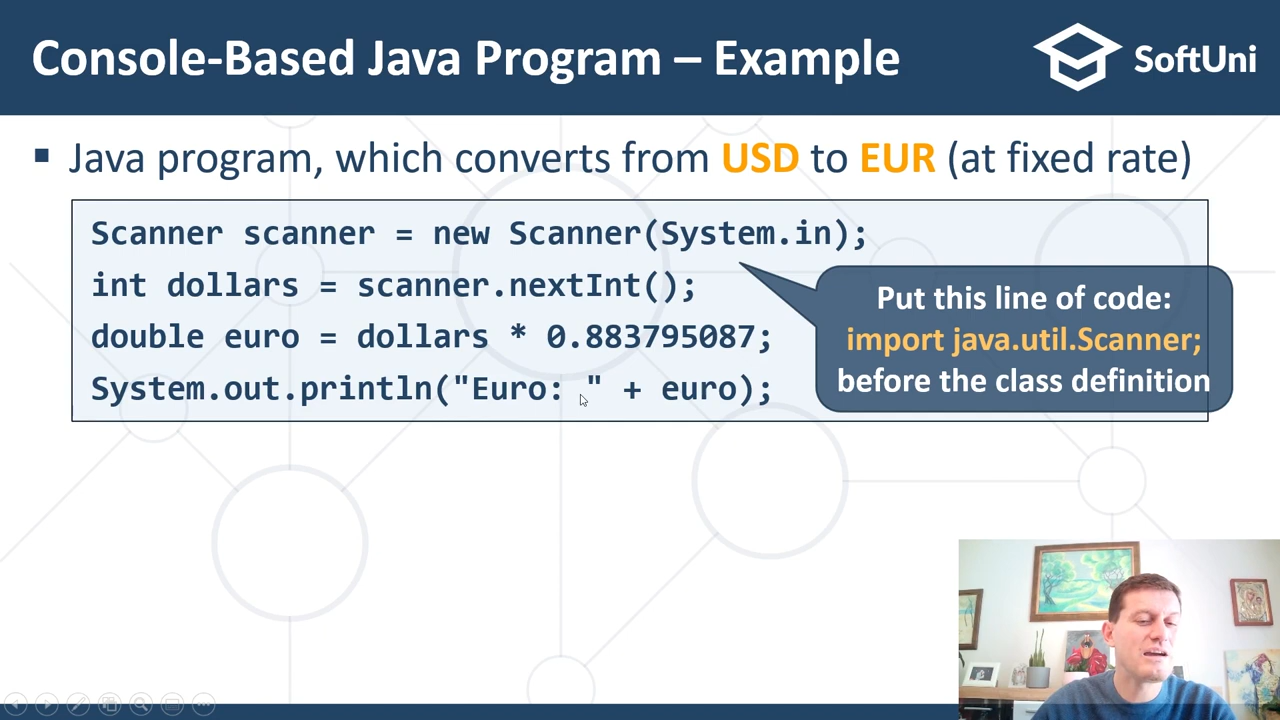 Console-Based Java Program – Example
SoftUni
▪ Java program, which converts from USD to EUR (at fixed rate)
Scanner scanner = new Scanner(System.in);
int dollars = scanner.nextInt();
double euro = dollars * 0.883795087;
System.out.println("Euro: " + euro);
Put this line of code:
import java.util.Scanner;
before the class definition